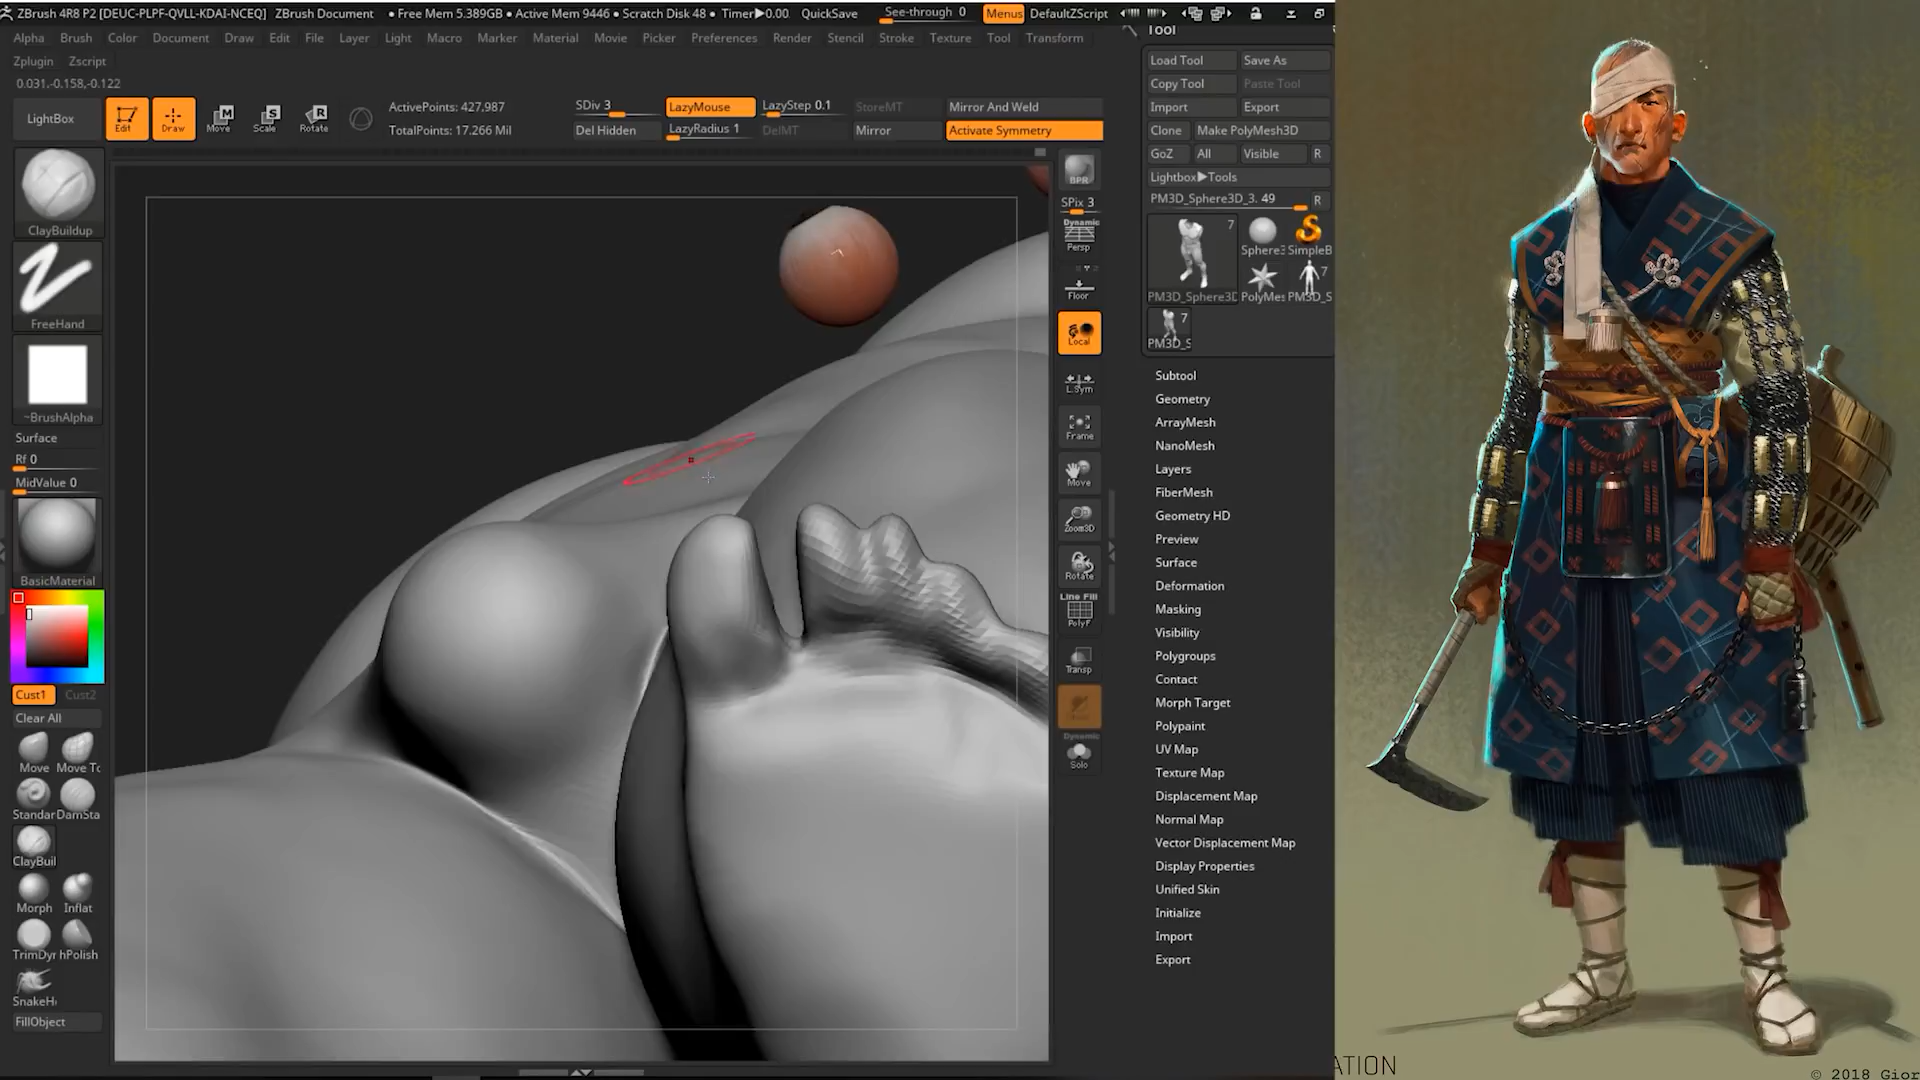 ZBrush 4R8 P2 [DEUC-PLPF-QVLL-KDAI-NCEQ] ZBrush Document • Free Mem 5.389GB • Active Mem 9446 • Scratch Disk 48 • Timer▶0.00 QuickSave See-through 0 Menus DefaultZScript
Alpha Brush Color Document Draw Edit File Layer Light Macro Marker Material Movie Picker Preferences Render Stencil Stroke Texture Tool Transform
Zplugin Zscript
0.031,-0.158,-0.122
LightBox Edit Draw Move Scale Rotate
ActivePoints: 427,987
TotalPoints: 17.266 Mil
SDiv 3 LazyMouse LazyStep 0.1 StoreMT Mirror And Weld
Del Hidden LazyRadius 1 DelMT Mirror Activate Symmetry
ClayBuildup
FreeHand
~BrushAlpha
Surface
Rf 0
MidValue 0
BasicMaterial
Cust1 Cust2
Clear All
Move Move Tc
Standar DamSta
ClayBuil
Morph Inflat
TrimDyr hPolish
SnakeH
FillObject
BPR
SPix 3
Dynamic
Persp
Floor
Local
L.Sym
Frame
Move
Zoom3D
Rotate
Line Fill
PolyF
Transp
Dynamic
Solo
Tool
Load Tool Save As
Copy Tool Paste Tool
Import Export
Clone Make PolyMesh3D
GoZ All Visible R
Lightbox▶Tools
PM3D_Sphere3D_3. 49 R
7
Sphere3 SimpleB
7
PM3D_Sphere3D PolyMes PM3D_S
7
PM3D_S
Subtool
Geometry
ArrayMesh
NanoMesh
Layers
FiberMesh
Geometry HD
Preview
Surface
Deformation
Masking
Visibility
Polygroups
Contact
Morph Target
Polypaint
UV Map
Texture Map
Displacement Map
Normal Map
Vector Displacement Map
Display Properties
Unified Skin
Initialize
Import
Export
ATION
© 2018 Gior